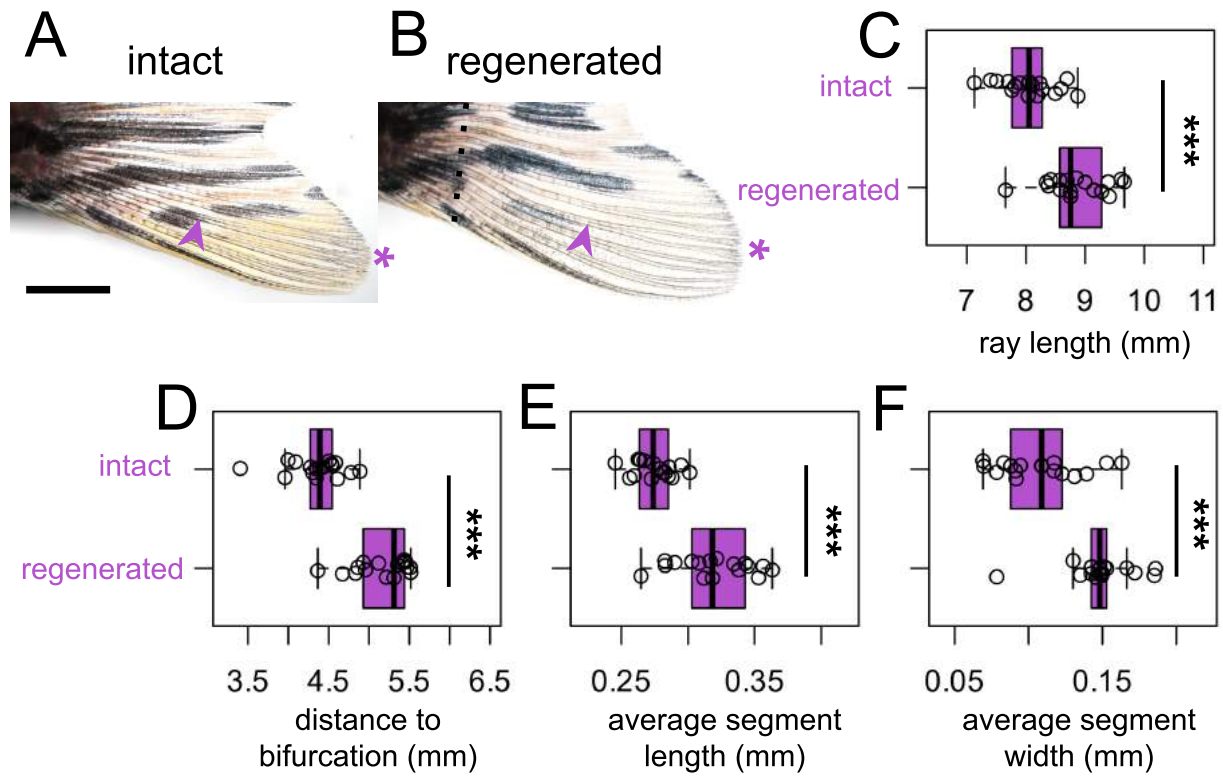 A
intact
B
regenerated
*
*
C
intact
regenerated
***
7 8 9 10 11
ray length (mm)
D
intact
regenerated
***
3.5 4.5 5.5 6.5
distance to
bifurcation (mm)
E
***
0.25 0.35
average segment
length (mm)
F
***
0.05 0.15
average segment
width (mm)